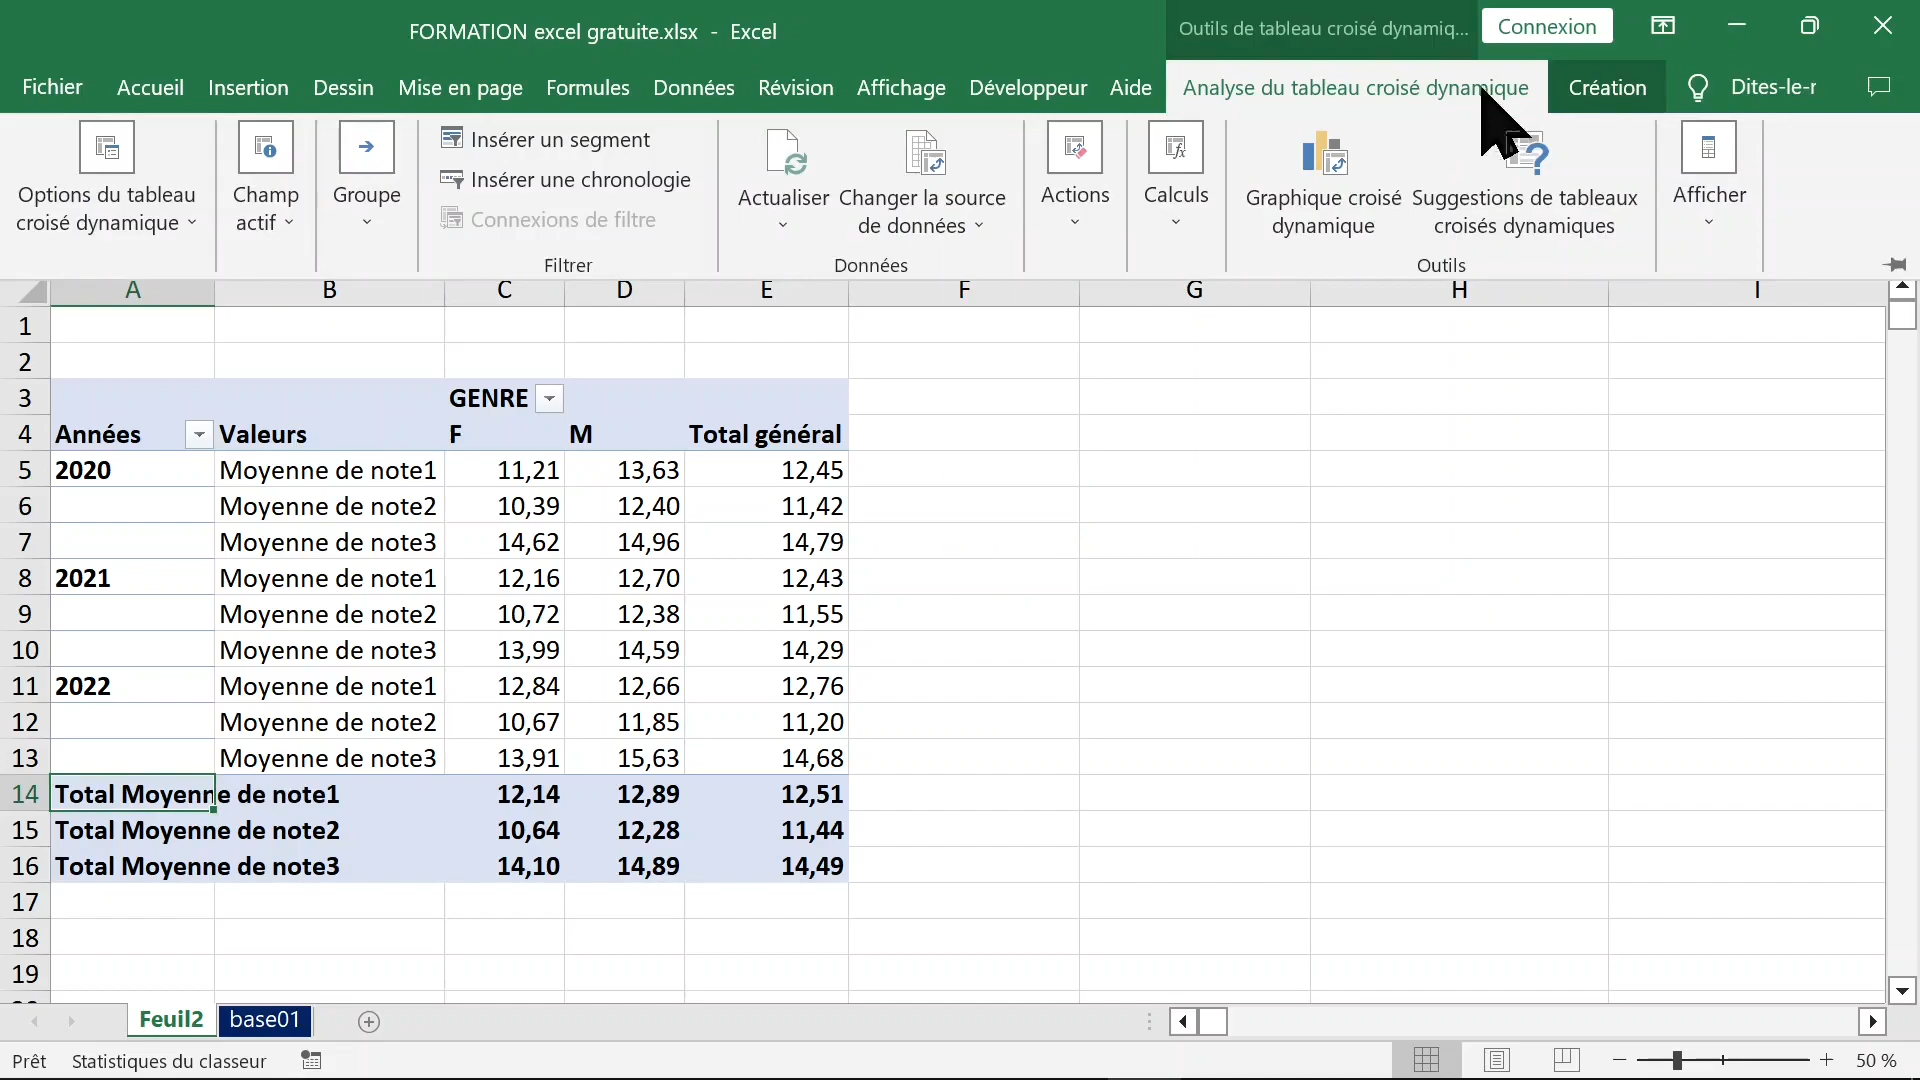 FORMATION excel gratuite.xlsx - Excel
Outils de tableau croisé dynamiq...
Connexion
Fichier Accueil Insertion Dessin Mise en page Formules Données Révision Affichage Développeur Aide Analyse du tableau croisé dynamique Création Dites-le-r
Options du tableau
croisé dynamique
Champ
actif
Groupe
Insérer un segment
Insérer une chronologie
Connexions de filtre
Filtrer
Actualiser
Changer la source
de données
Données
Actions
Calculs
Graphique croisé
dynamique
Suggestions de tableaux
croisés dynamiques
Outils
Afficher
A B C D E F G H I
1
2
3 GENRE
4 Années Valeurs F M Total général
5 2020 Moyenne de note1 11,21 13,63 12,45
6 Moyenne de note2 10,39 12,40 11,42
7 Moyenne de note3 14,62 14,96 14,79
8 2021 Moyenne de note1 12,16 12,70 12,43
9 Moyenne de note2 10,72 12,38 11,55
10 Moyenne de note3 13,99 14,59 14,29
11 2022 Moyenne de note1 12,84 12,66 12,76
12 Moyenne de note2 10,67 11,85 11,20
13 Moyenne de note3 13,91 15,63 14,68
14 Total Moyenne de note1 12,14 12,89 12,51
15 Total Moyenne de note2 10,64 12,28 11,44
16 Total Moyenne de note3 14,10 14,89 14,49
17
18
19
Feuil2 base01
Prêt Statistiques du classeur 50 %